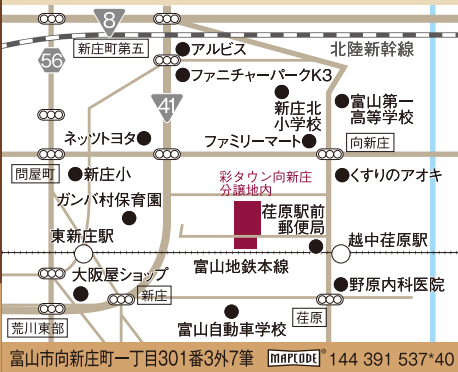 8
新庄町第五
アルビス
北陸新幹線
56
ファニチャーパークK3
41
新庄北
小学校
富山第一
高等学校
ネッツトヨタ
ファミリーマート
向新庄
問屋町
新庄小
彩タウン向新庄
分譲地内
くすりのアオキ
ガンバ村保育園
荏原駅前
郵便局
東新庄駅
越中荏原駅
大阪屋ショップ
富山地鉄本線
新庄
野原内科医院
荒川東部
富山自動車学校
荏原
富山市向新庄町一丁目301番3外7筆 MAPCODE® 144 391 537*40